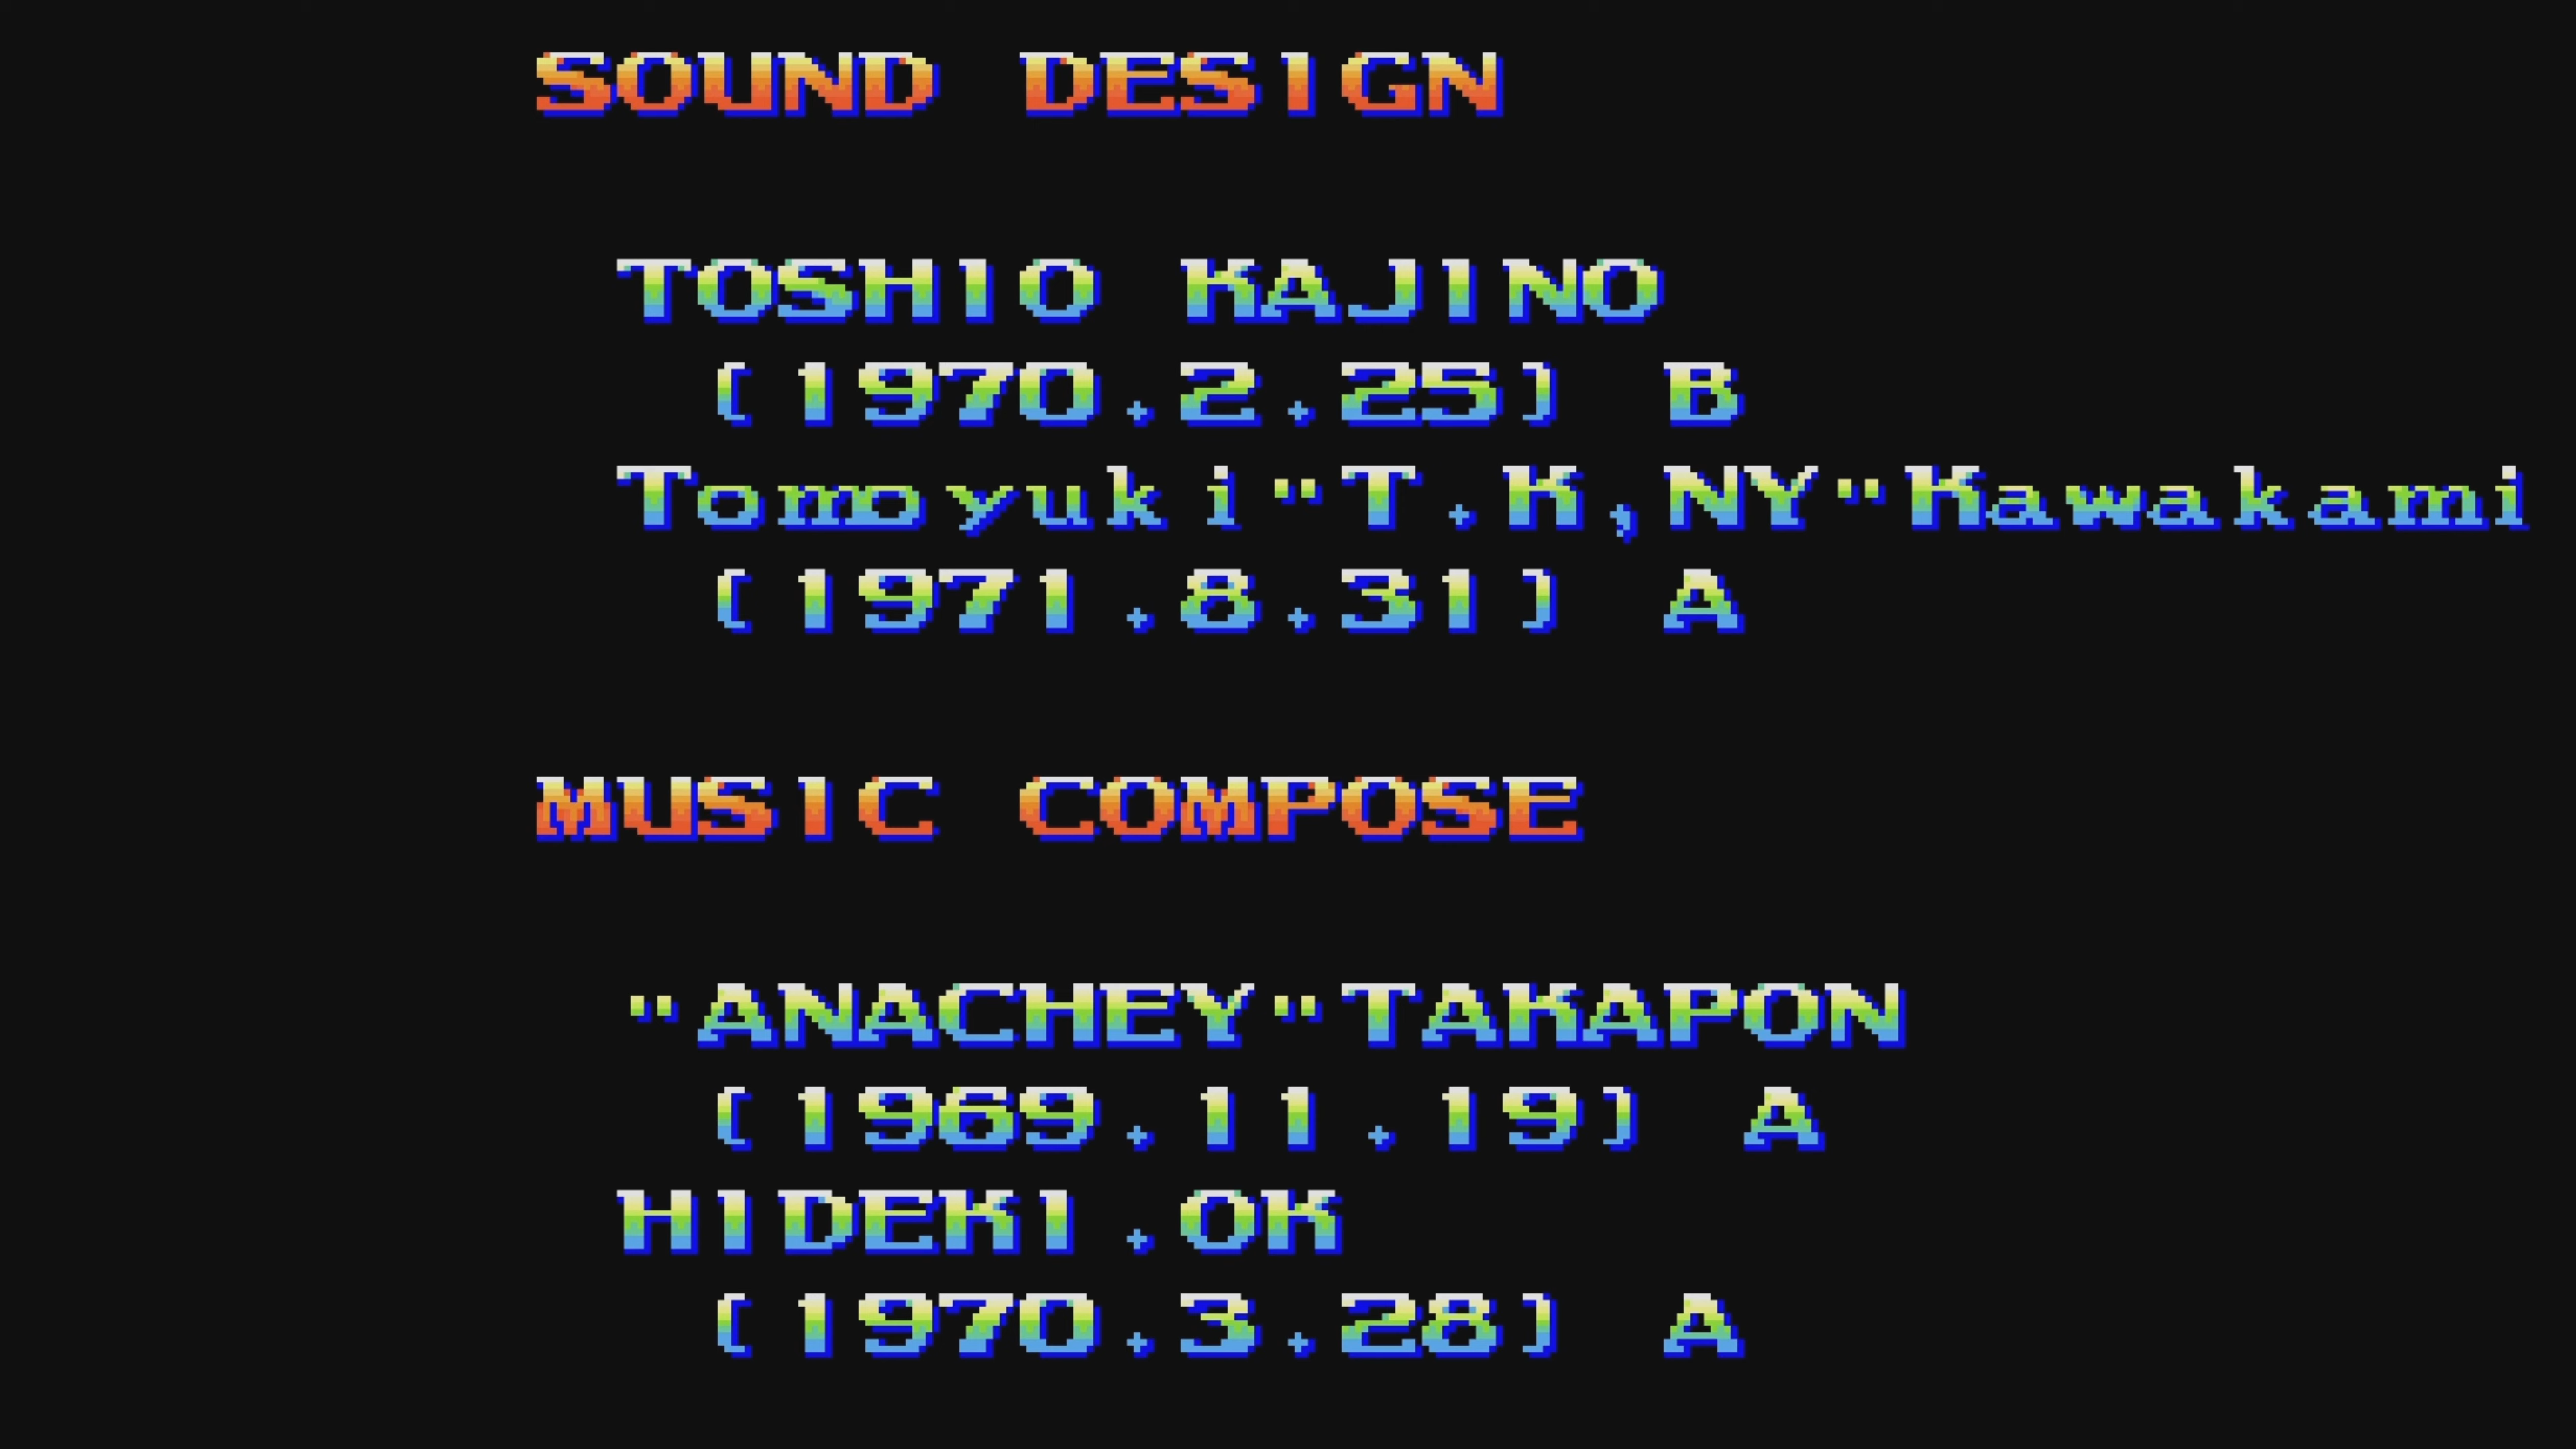 SOUND DESIGN
TOSHIO KAJINO
(1970.2.25) B
Tomoyuki"T.K,NY"Kawakami
(1971.8.31) A
MUSIC COMPOSE
"ANACHEY"TAKAPON
(1969.11.19) A
HIDEKI.OK
(1970.3.28) A